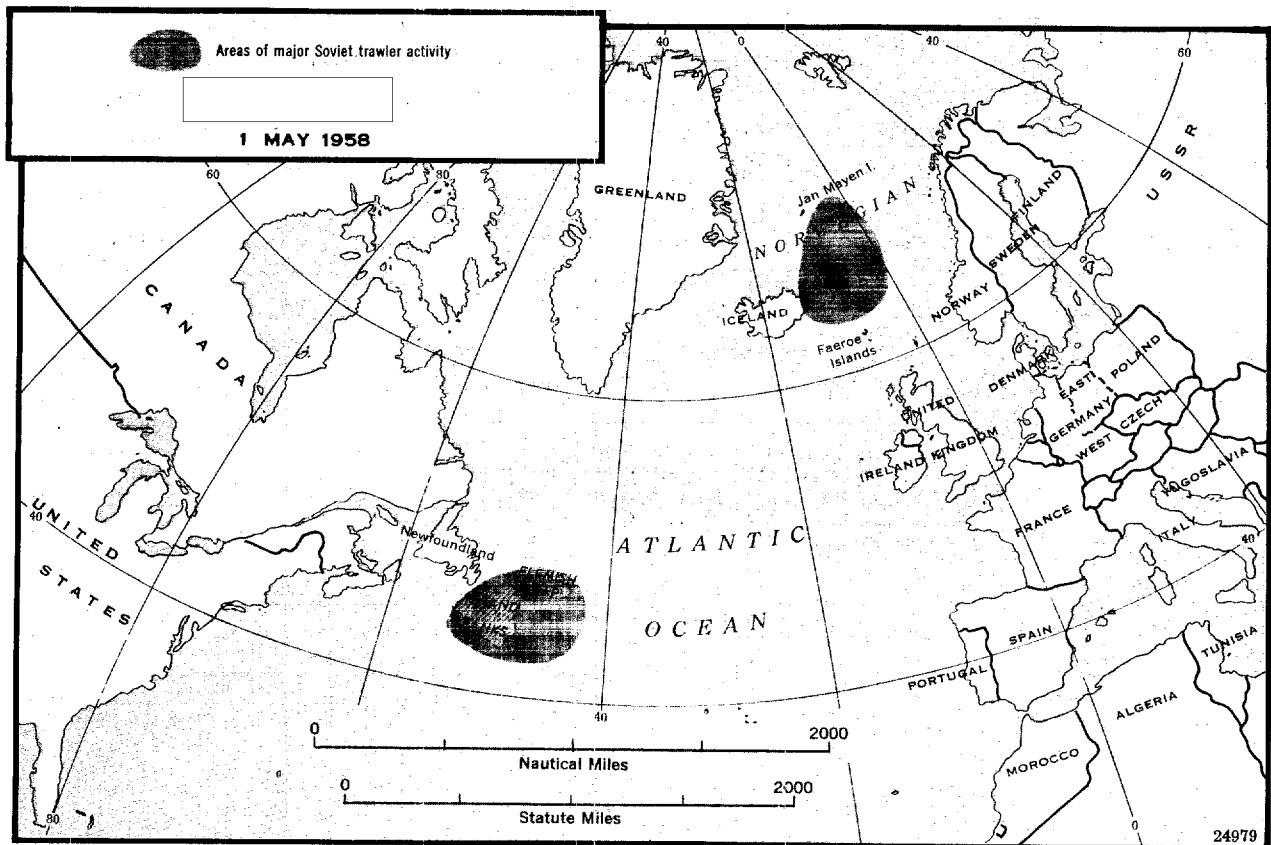 Areas of major Soviet trawler activity
1 MAY 1958
40
0
40
60
60
80
USSR
GREENLAND
Jan Mayen I.
NORWEGIAN
FINLAND
SWEDEN
NORWAY
ICELAND
Faeroe
Islands
CANADA
DENMARK
POLAND
EAST
GERMANY
WEST
CZECH
UNITED
KINGDOM
IRELAND
YUGOSLAVIA
FRANCE
ITALY
40
40
UNITED
STATES
Newfoundland
ATLANTIC
OCEAN
FLEMISH
SPAIN
PORTUGAL
TUNISIA
ALGERIA
MOROCCO
40
0
2000
Nautical Miles
0
2000
Statute Miles
80
0
24979